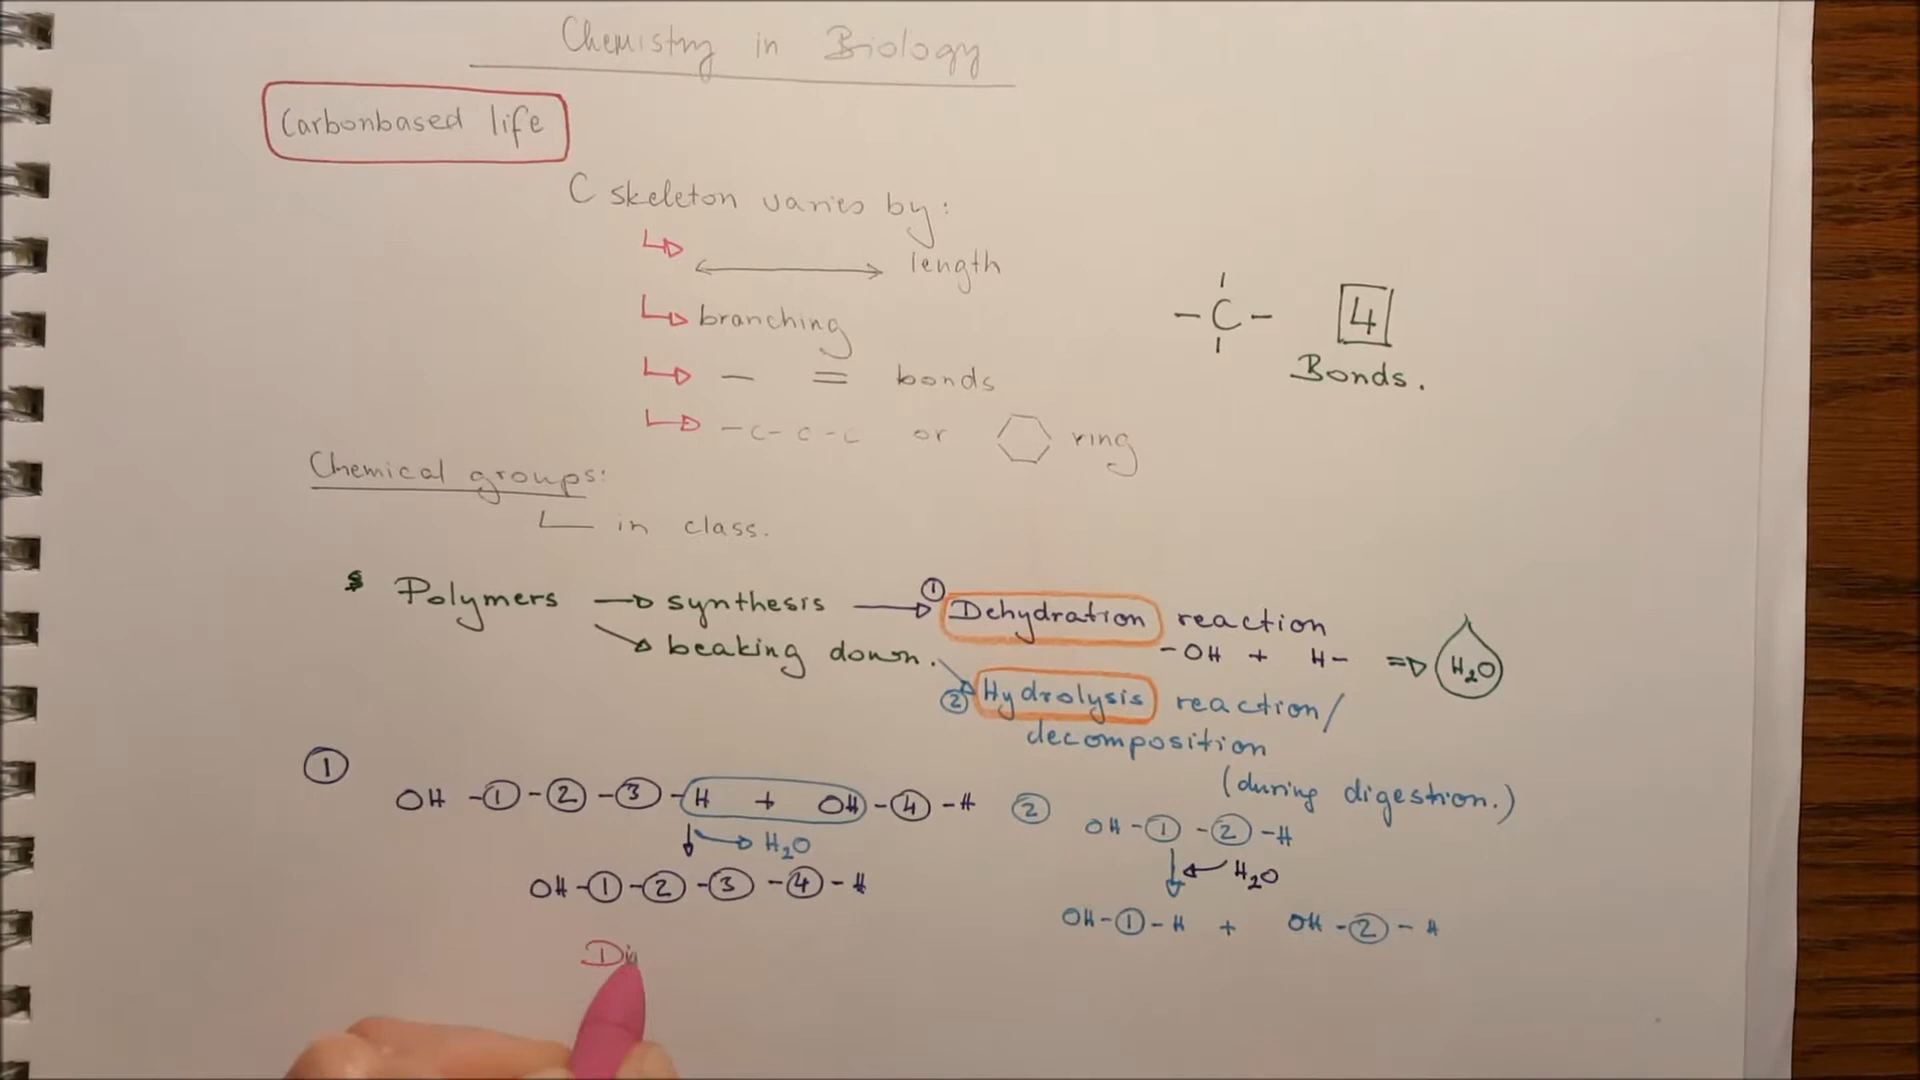 Chemistry in Biology
Carbonbased life
C skeleton varies by:
length
branching
— = bonds
-C-C-C or ring
-C- 4
Bonds.
Chemical groups:
in class.
Polymers → synthesis → ① Dehydration reaction
-OH + H- ⇒ H₂O
beaking down.
② Hydrolysis reaction/
decomposition
(during digestion.)
①
OH -①-②-③-H + OH-④-H
H₂O
OH-①-②-③-④-H
②
OH-①-②-H
H₂O
OH-①-H + OH-②-H
Di